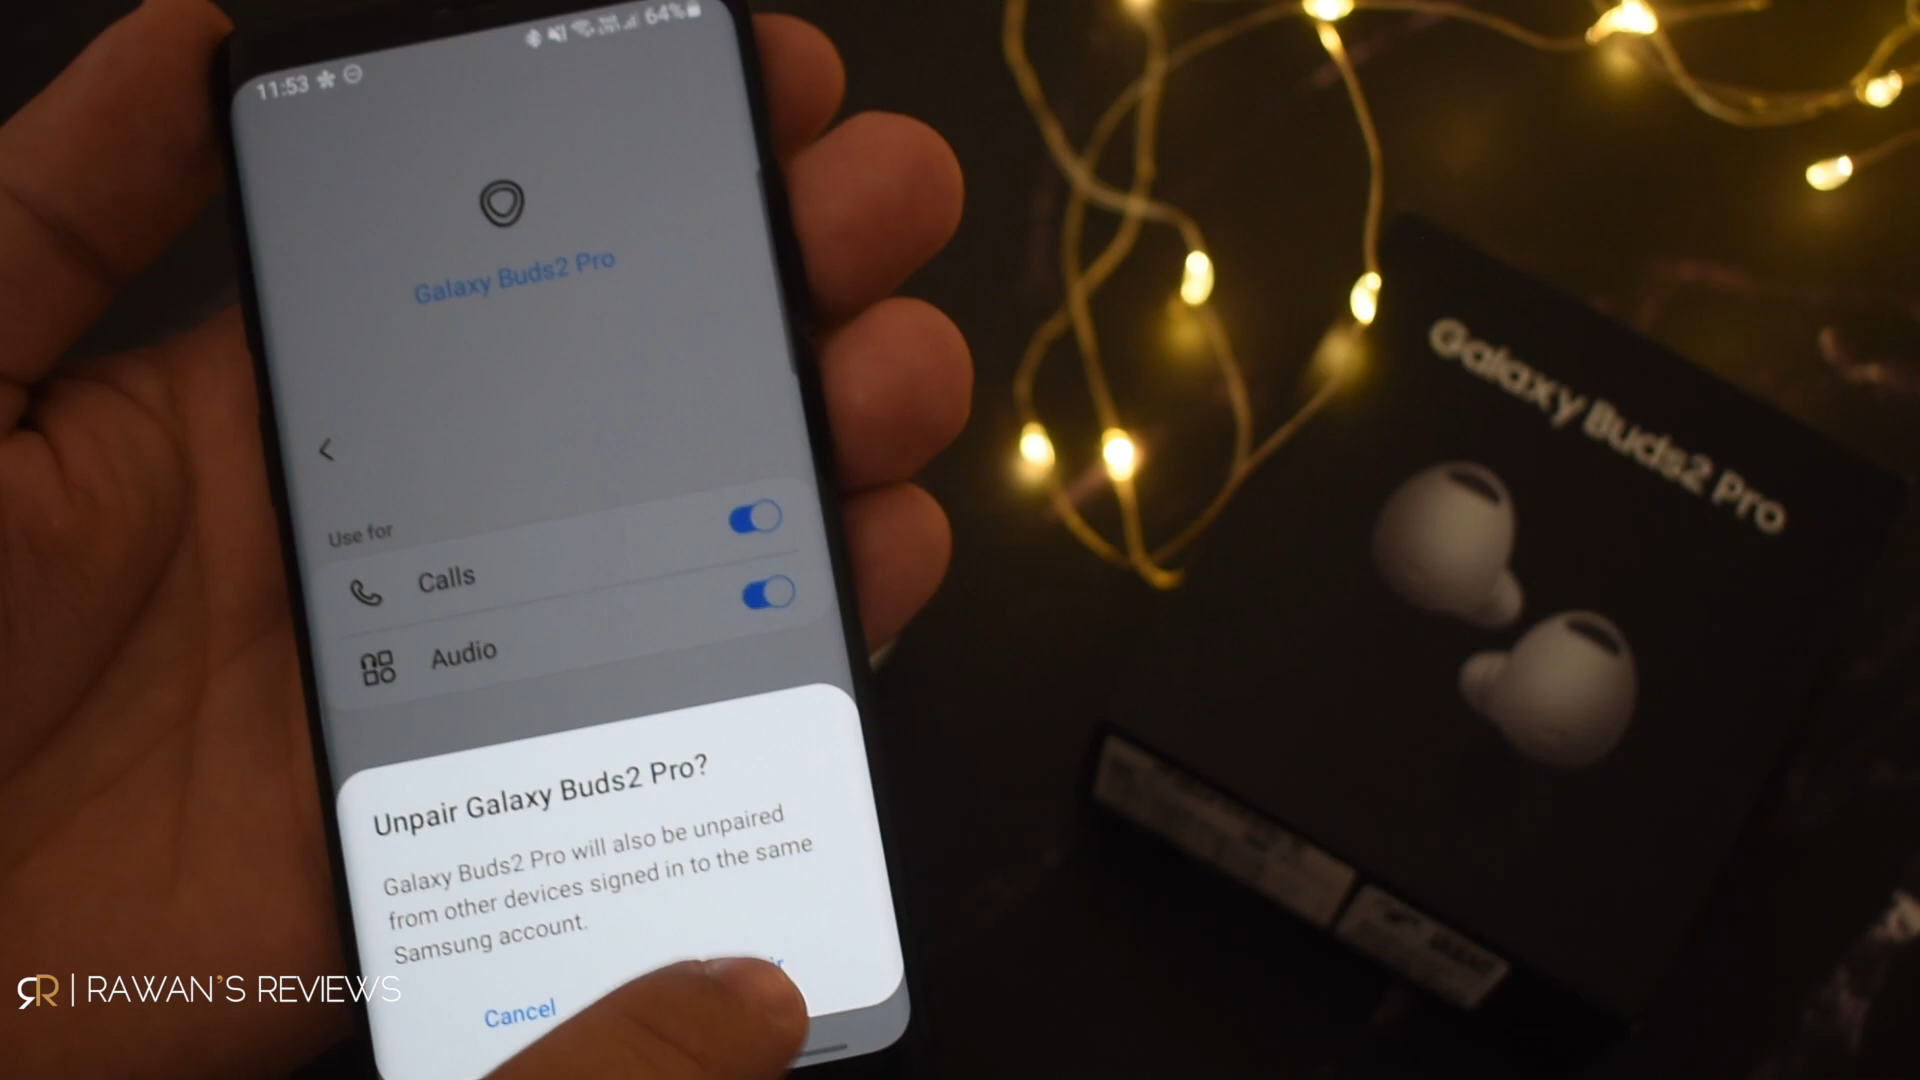 11:53
64%
Galaxy Buds2 Pro
Use for
Calls
Audio
Unpair Galaxy Buds2 Pro?
Galaxy Buds2 Pro will also be unpaired
from other devices signed in to the same
Samsung account.
Cancel
Galaxy Buds2 Pro
RR | RAWAN'S REVIEWS